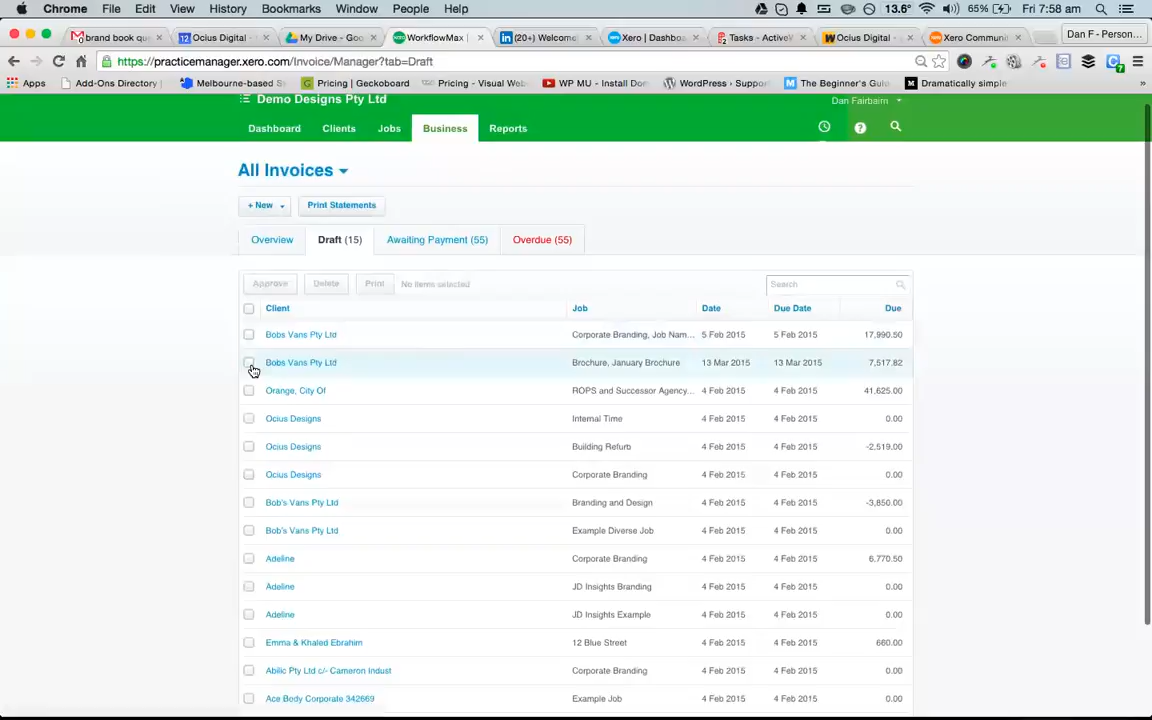 Chrome File Edit View History Bookmarks Window People Help 13.6° 65% Fri 7:58 am
brand book que
12 Ocius Digital -
My Drive - Goo
WorkflowMax |
(20+) Welcome
Xero | Dashboa
Tasks - ActiveV
Ocius Digital -
Xero Communi
Dan F - Person...
https://practicemanager.xero.com/Invoice/Manager?tab=Draft
Apps Add-Ons Directory | Melbourne-based S Pricing | Geckoboard Pricing - Visual Web WP MU - Install Dom WordPress › Suppor The Beginner's Guid Dramatically simple »
Demo Designs Pty Ltd
Dan Fairbairn
Dashboard Clients Jobs Business Reports
All Invoices
+ New Print Statements
Overview Draft (15) Awaiting Payment (55) Overdue (55)
Approve Delete Print No items selected Search
Client Job Date Due Date Due
Bobs Vans Pty Ltd Corporate Branding, Job Nam... 5 Feb 2015 5 Feb 2015 17,990.50
Bobs Vans Pty Ltd Brochure, January Brochure 13 Mar 2015 13 Mar 2015 7,517.82
Orange, City Of ROPS and Successor Agency... 4 Feb 2015 4 Feb 2015 41,625.00
Ocius Designs Internal Time 4 Feb 2015 4 Feb 2015 0.00
Ocius Designs Building Refurb 4 Feb 2015 4 Feb 2015 -2,519.00
Ocius Designs Corporate Branding 4 Feb 2015 4 Feb 2015 0.00
Bob's Vans Pty Ltd Branding and Design 4 Feb 2015 4 Feb 2015 -3,850.00
Bob's Vans Pty Ltd Example Diverse Job 4 Feb 2015 4 Feb 2015 0.00
Adeline Corporate Branding 4 Feb 2015 4 Feb 2015 6,770.50
Adeline JD Insights Branding 4 Feb 2015 4 Feb 2015 0.00
Adeline JD Insights Example 4 Feb 2015 4 Feb 2015 0.00
Emma & Khaled Ebrahim 12 Blue Street 4 Feb 2015 4 Feb 2015 660.00
Abilic Pty Ltd c/- Cameron Indust Corporate Branding 4 Feb 2015 4 Feb 2015 0.00
Ace Body Corporate 342669 Example Job 4 Feb 2015 4 Feb 2015 0.00